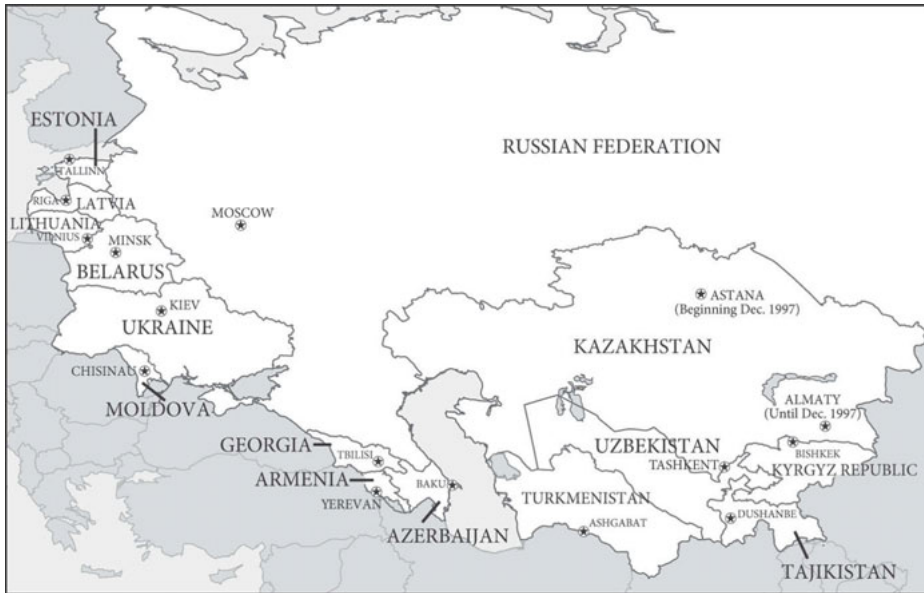 ESTONIA
TALLINN
RIGA
LATVIA
LITHUANIA
VILNIUS
MINSK
BELARUS
MOSCOW
RUSSIAN FEDERATION
KIEV
UKRAINE
CHISINAU
MOLDOVA
ASTANA
(Beginning Dec. 1997)
KAZAKHSTAN
ALMATY
(Until Dec. 1997)
GEORGIA
TBILISI
ARMENIA
YEREVAN
BAKU
AZERBAIJAN
UZBEKISTAN
TASHKENT
BISHKEK
KYRGYZ REPUBLIC
TURKMENISTAN
ASHGABAT
DUSHANBE
TAJIKISTAN